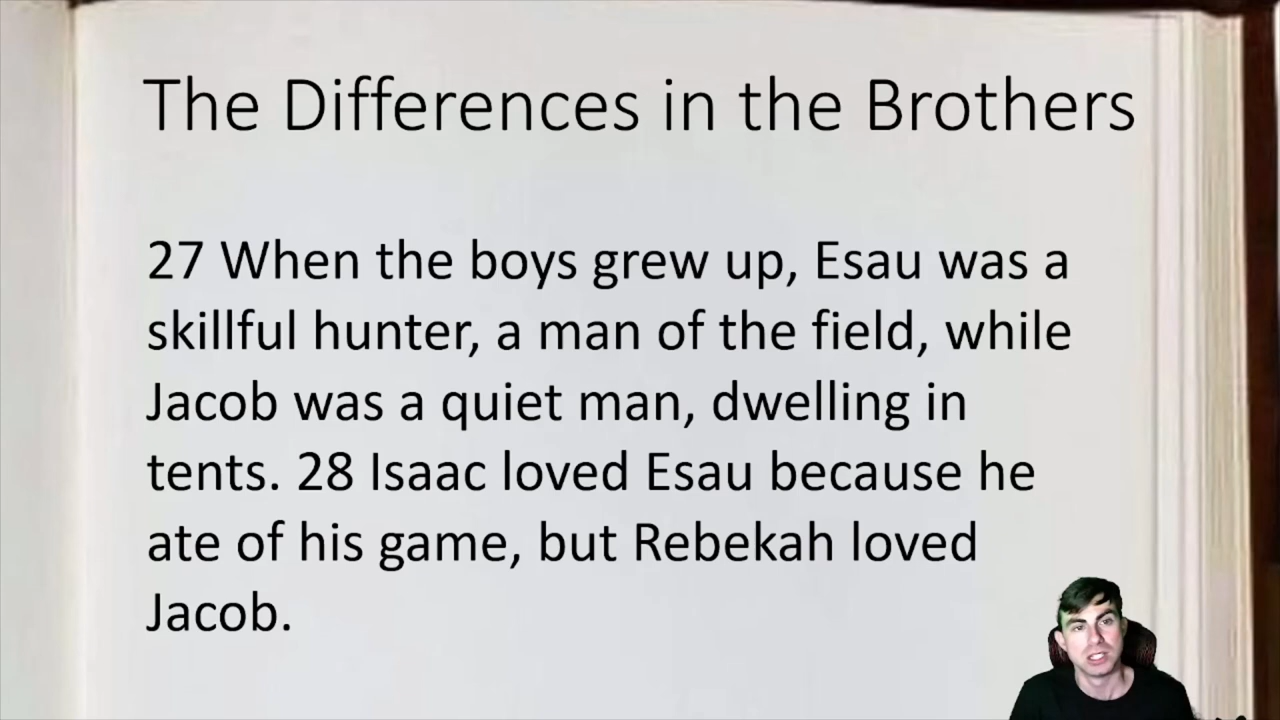 The Differences in the Brothers
27 When the boys grew up, Esau was a
skillful hunter, a man of the field, while
Jacob was a quiet man, dwelling in
tents. 28 Isaac loved Esau because he
ate of his game, but Rebekah loved
Jacob.